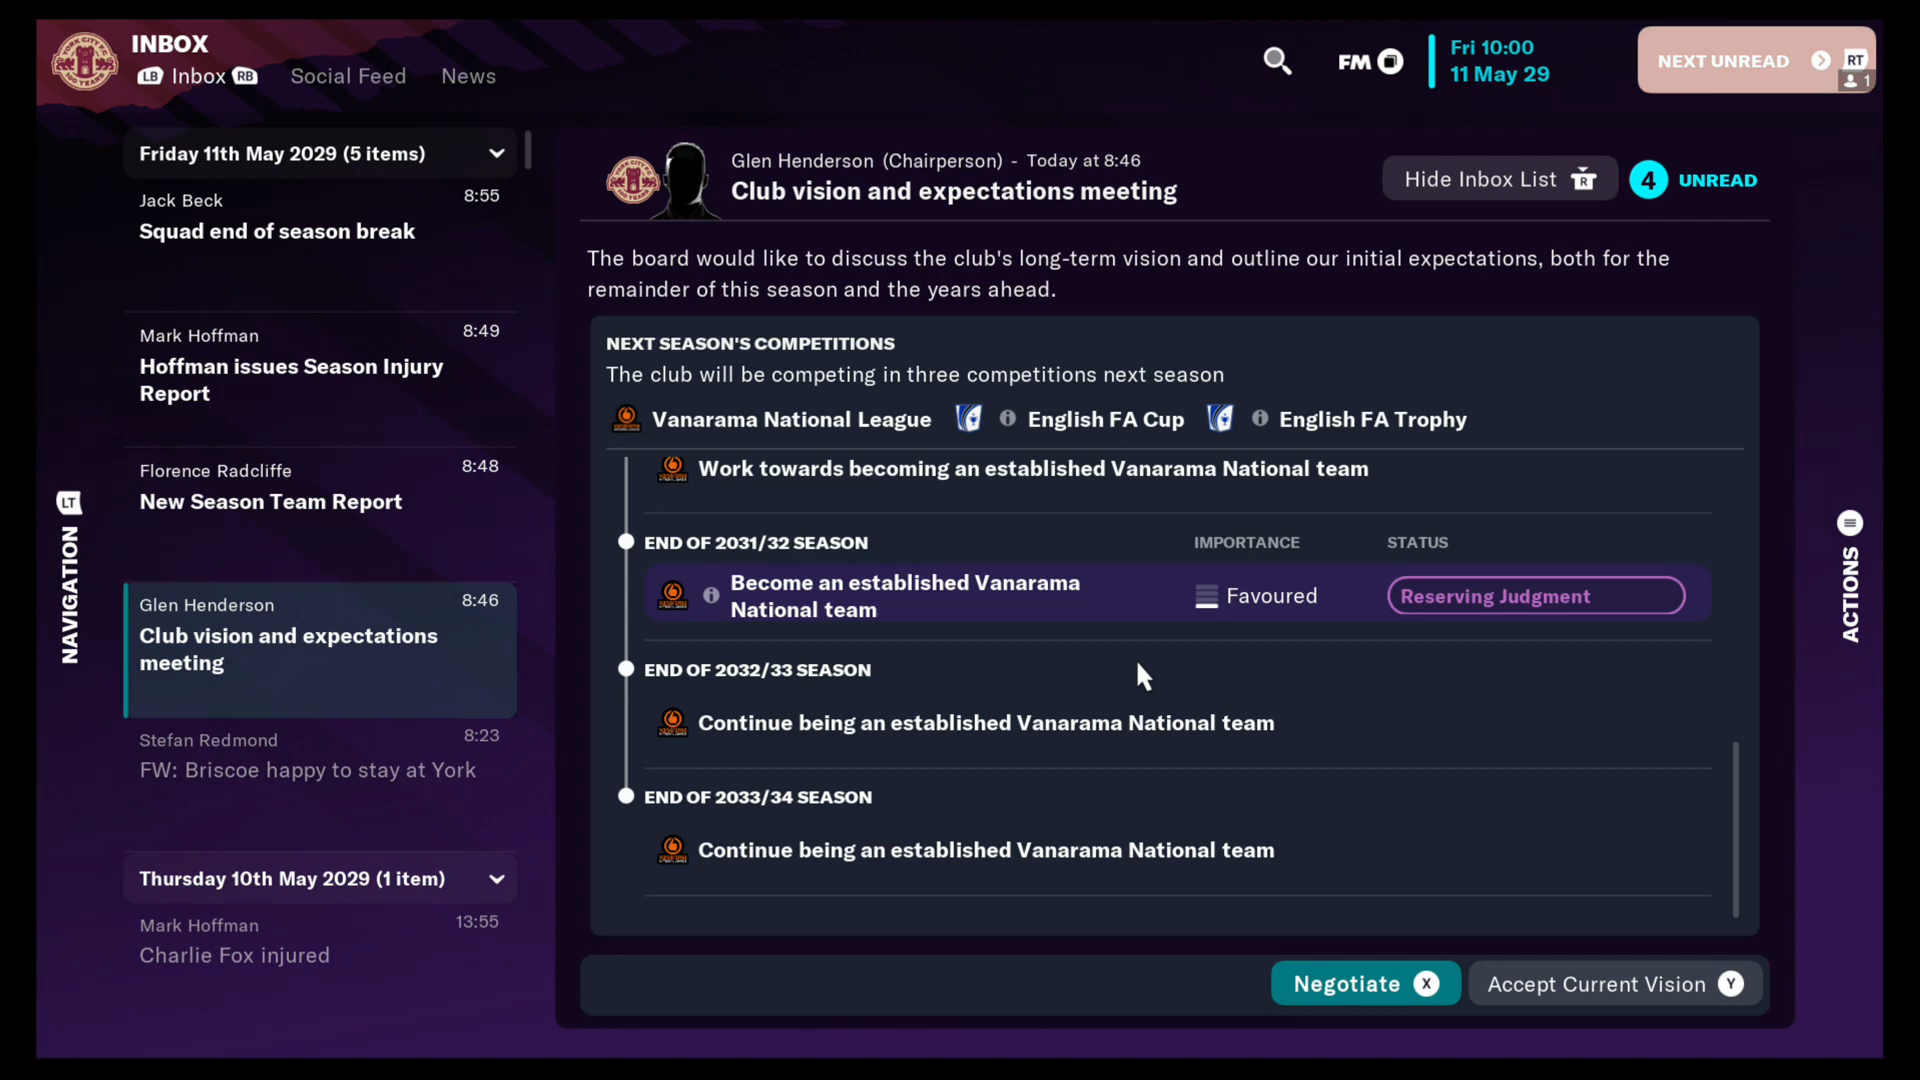 INBOX
LB Inbox RB Social Feed News
FM
Fri 10:00
11 May 29
NEXT UNREAD RT
1
Friday 11th May 2029 (5 items)
Jack Beck 8:55
Squad end of season break
Mark Hoffman 8:49
Hoffman issues Season Injury
Report
Florence Radcliffe 8:48
New Season Team Report
Glen Henderson 8:46
Club vision and expectations
meeting
Stefan Redmond 8:23
FW: Briscoe happy to stay at York
Thursday 10th May 2029 (1 item)
Mark Hoffman 13:55
Charlie Fox injured
LT
NAVIGATION
Glen Henderson (Chairperson) - Today at 8:46
Club vision and expectations meeting
Hide Inbox List R
4 UNREAD
The board would like to discuss the club's long-term vision and outline our initial expectations, both for the
remainder of this season and the years ahead.
NEXT SEASON'S COMPETITIONS
The club will be competing in three competitions next season
Vanarama National League English FA Cup English FA Trophy
Work towards becoming an established Vanarama National team
END OF 2031/32 SEASON IMPORTANCE STATUS
Become an established Vanarama
National team
Favoured
Reserving Judgment
END OF 2032/33 SEASON
Continue being an established Vanarama National team
END OF 2033/34 SEASON
Continue being an established Vanarama National team
Negotiate X
Accept Current Vision Y
ACTIONS